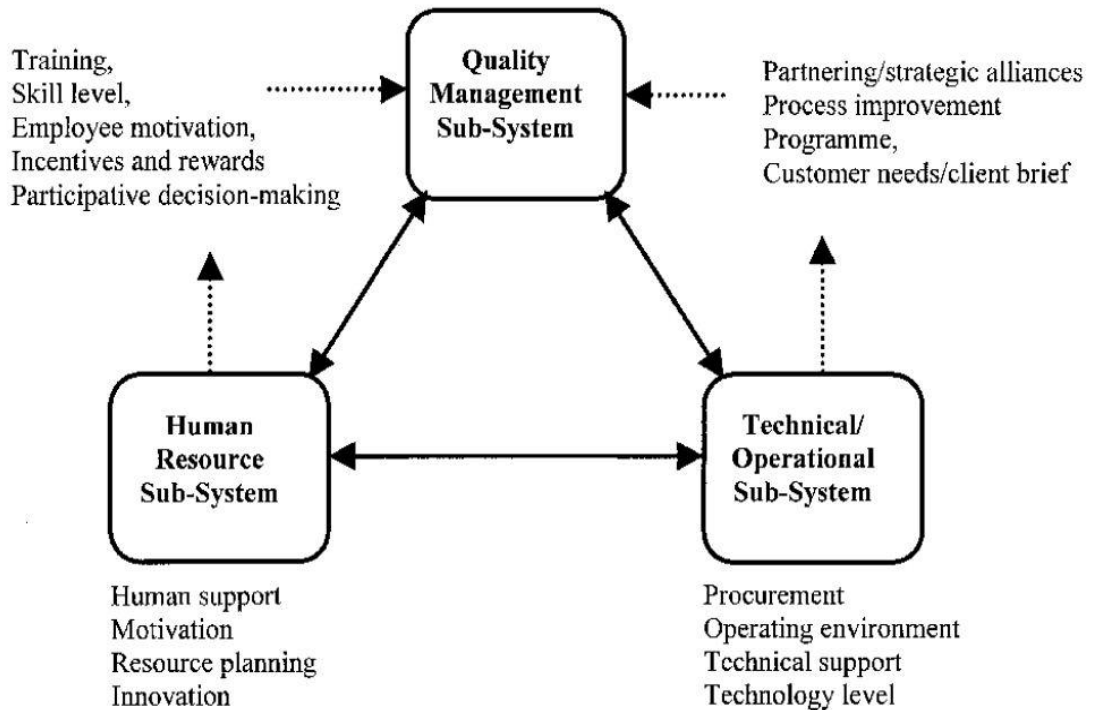 Training,
Skill level,
Employee motivation,
Incentives and rewards
Participative decision-making
Quality
Management
Sub-System
Partnering/strategic alliances
Process improvement
Programme,
Customer needs/client brief
Human
Resource
Sub-System
Technical/
Operational
Sub-System
Human support
Motivation
Resource planning
Innovation
Procurement
Operating environment
Technical support
Technology level